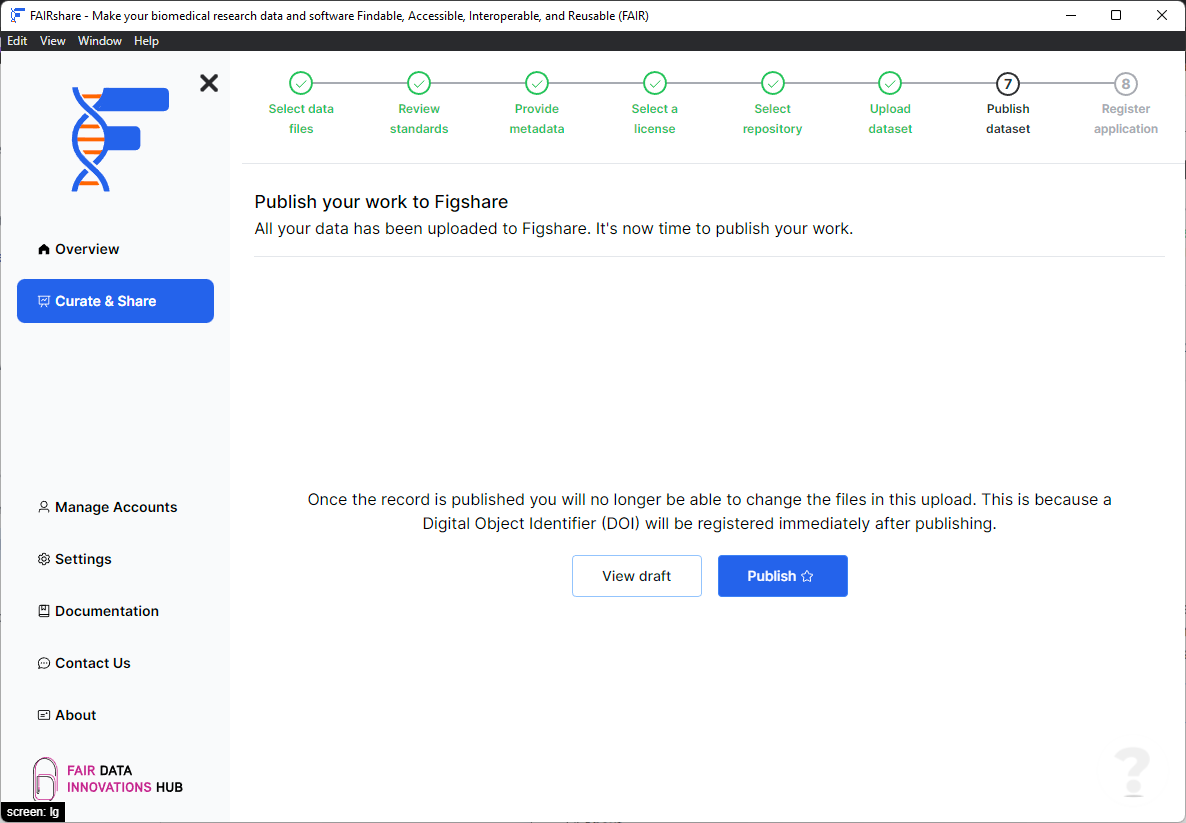 FAIRshare - Make your biomedical research data and software Findable, Accessible, Interoperable, and Reusable (FAIR)
Edit View Window Help
Select data
files
Review
standards
Provide
metadata
Select a
license
Select
repository
Upload
dataset
7
Publish
dataset
8
Register
application
Overview
Curate & Share
Manage Accounts
Settings
Documentation
Contact Us
About
FAIR DATA
INNOVATIONS HUB
screen: lg
Publish your work to Figshare
All your data has been uploaded to Figshare. It's now time to publish your work.
Once the record is published you will no longer be able to change the files in this upload. This is because a
Digital Object Identifier (DOI) will be registered immediately after publishing.
View draft
Publish
?